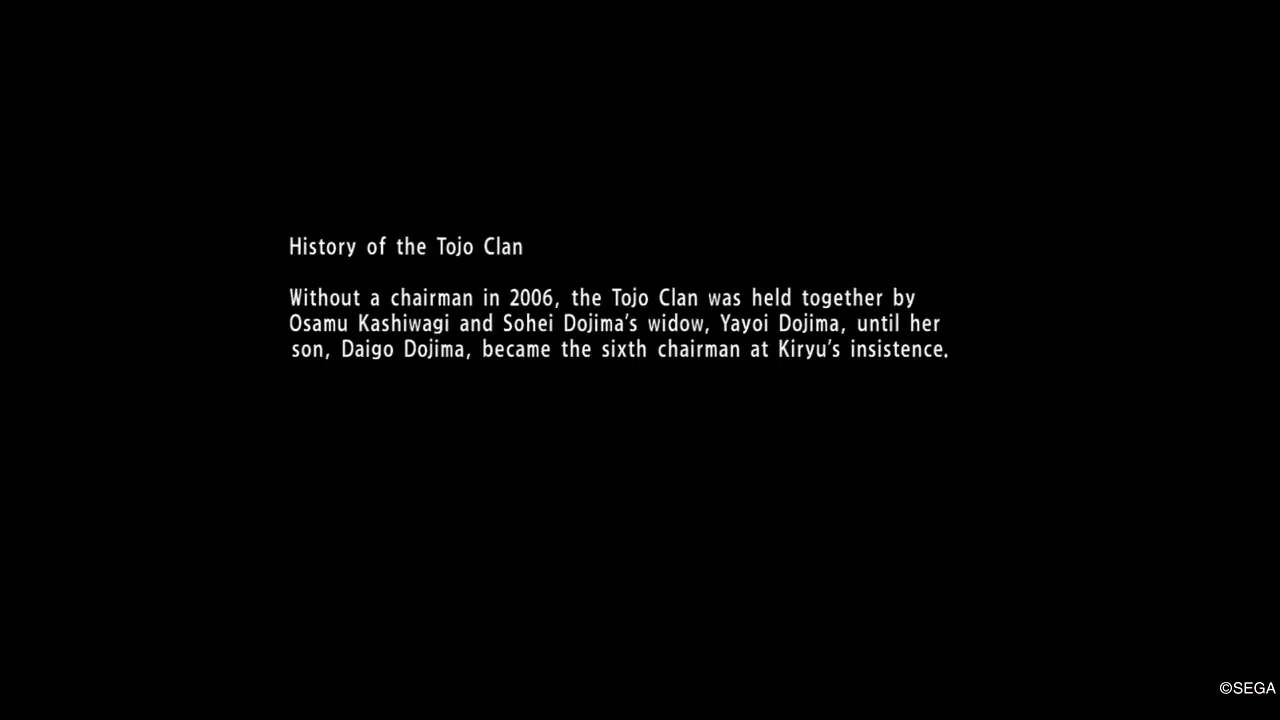 History of the Tojo Clan
Without a chairman in 2006, the Tojo Clan was held together by
Osamu Kashiwagi and Sohei Dojima's widow, Yayoi Dojima, until her
son, Daigo Dojima, became the sixth chairman at Kiryu's insistence.
©SEGA